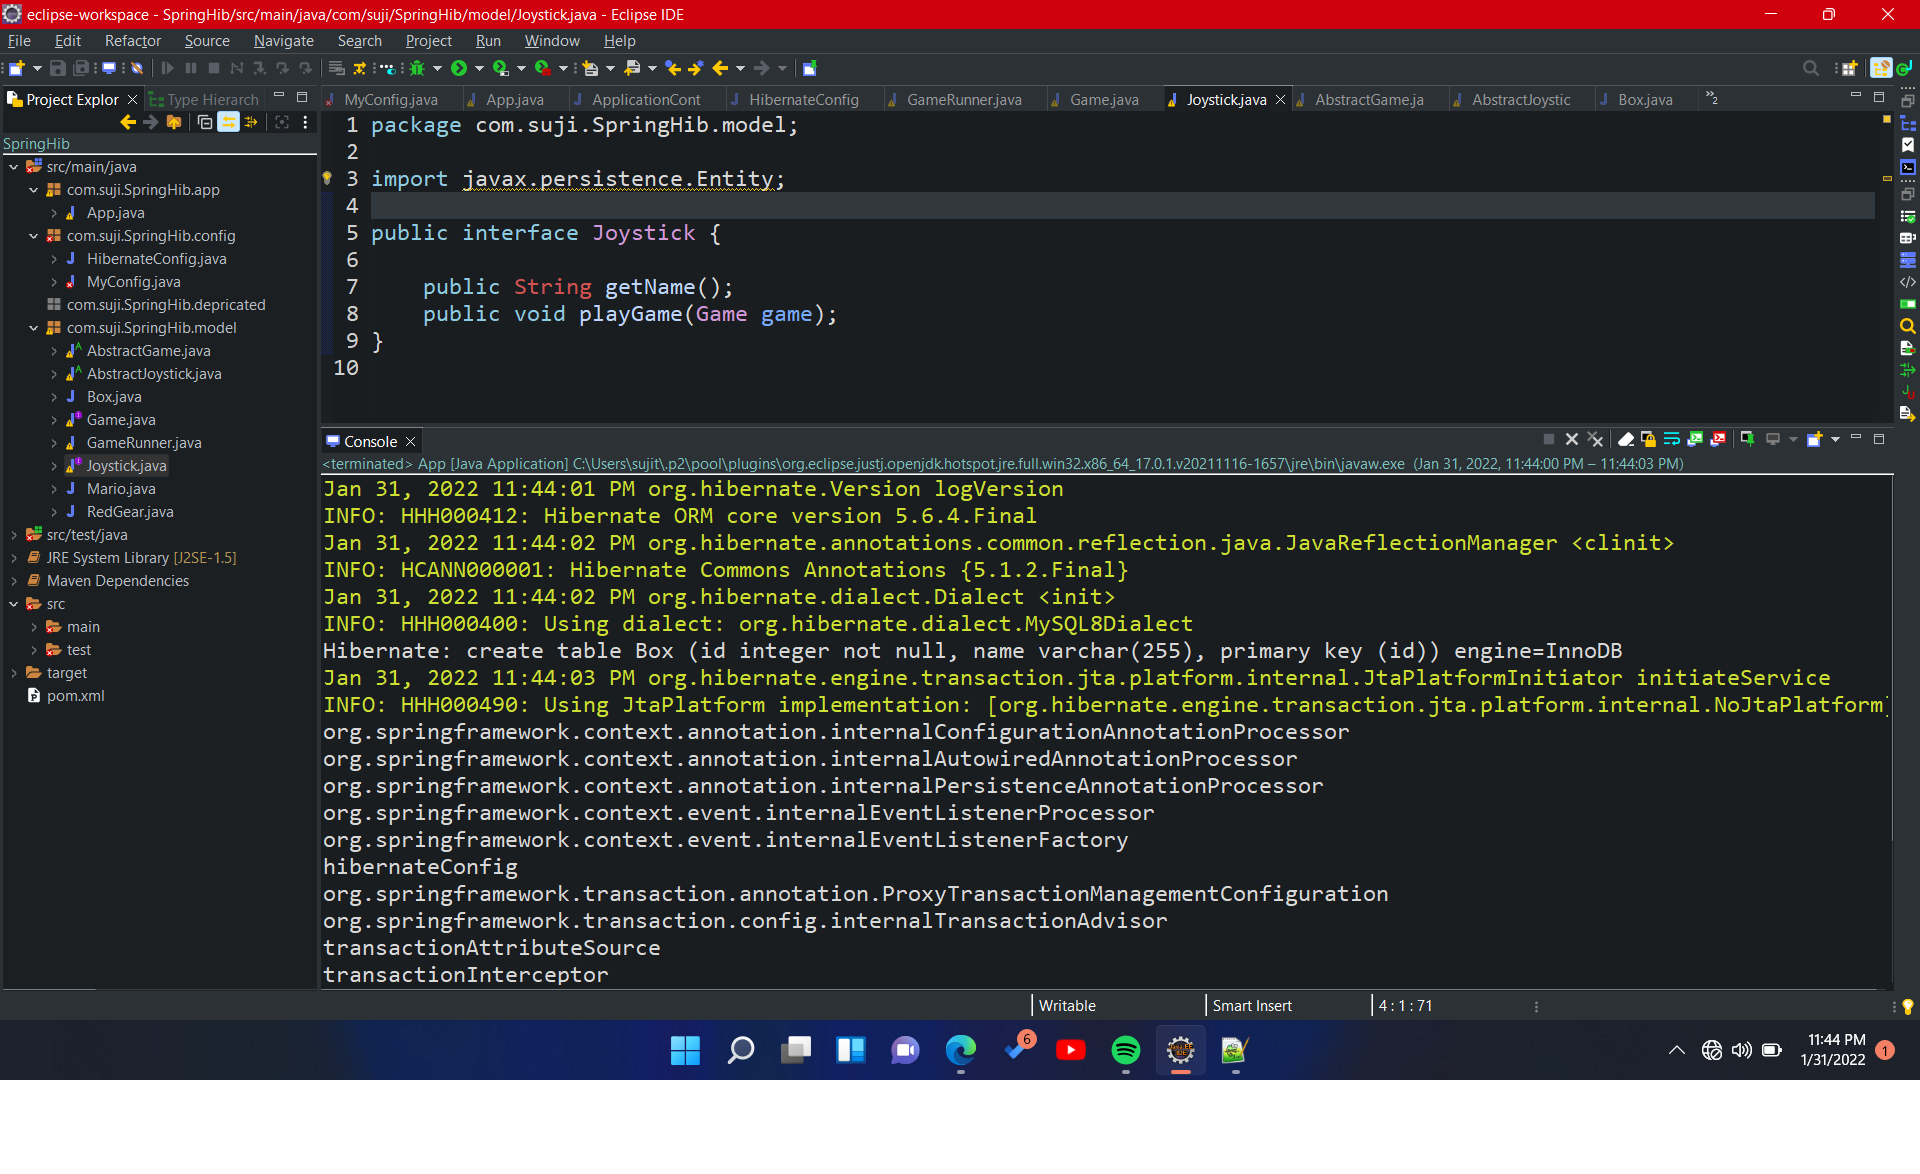 eclipse-workspace - SpringHib/src/main/java/com/suji/SpringHib/model/Joystick.java - Eclipse IDE
File Edit Refactor Source Navigate Search Project Run Window Help
Project Explor Type Hierarch
MyConfig.java App.java ApplicationCont HibernateConfig GameRunner.java Game.java Joystick.java AbstractGame.ja AbstractJoystic Box.java »2
SpringHib
src/main/java
com.suji.SpringHib.app
App.java
com.suji.SpringHib.config
HibernateConfig.java
MyConfig.java
com.suji.SpringHib.depricated
com.suji.SpringHib.model
AbstractGame.java
AbstractJoystick.java
Box.java
Game.java
GameRunner.java
Joystick.java
Mario.java
RedGear.java
src/test/java
JRE System Library [J2SE-1.5]
Maven Dependencies
src
main
test
target
pom.xml
1 package com.suji.SpringHib.model;
2
3 import javax.persistence.Entity;
4
5 public interface Joystick {
6
7 public String getName();
8 public void playGame(Game game);
9 }
10
Console
<terminated> App [Java Application] C:\Users\sujit\.p2\pool\plugins\org.eclipse.justj.openjdk.hotspot.jre.full.win32.x86_64_17.0.1.v20211116-1657\jre\bin\javaw.exe (Jan 31, 2022, 11:44:00 PM – 11:44:03 PM)
Jan 31, 2022 11:44:01 PM org.hibernate.Version logVersion
INFO: HHH000412: Hibernate ORM core version 5.6.4.Final
Jan 31, 2022 11:44:02 PM org.hibernate.annotations.common.reflection.java.JavaReflectionManager <clinit>
INFO: HCANN000001: Hibernate Commons Annotations {5.1.2.Final}
Jan 31, 2022 11:44:02 PM org.hibernate.dialect.Dialect <init>
INFO: HHH000400: Using dialect: org.hibernate.dialect.MySQL8Dialect
Hibernate: create table Box (id integer not null, name varchar(255), primary key (id)) engine=InnoDB
Jan 31, 2022 11:44:03 PM org.hibernate.engine.transaction.jta.platform.internal.JtaPlatformInitiator initiateService
INFO: HHH000490: Using JtaPlatform implementation: [org.hibernate.engine.transaction.jta.platform.internal.NoJtaPlatform]
org.springframework.context.annotation.internalConfigurationAnnotationProcessor
org.springframework.context.annotation.internalAutowiredAnnotationProcessor
org.springframework.context.annotation.internalPersistenceAnnotationProcessor
org.springframework.context.event.internalEventListenerProcessor
org.springframework.context.event.internalEventListenerFactory
hibernateConfig
org.springframework.transaction.annotation.ProxyTransactionManagementConfiguration
org.springframework.transaction.config.internalTransactionAdvisor
transactionAttributeSource
transactionInterceptor
Writable Smart Insert 4 : 1 : 71
6
11:44 PM
1/31/2022
1